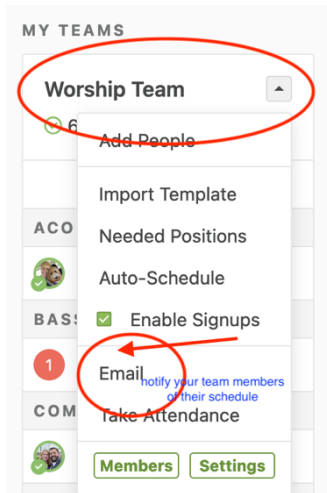 MY TEAMS
Worship Team
6
Add People
Import Template
Needed Positions
ACO
Auto-Schedule
Enable Signups
BASS
1
Email
notify your team members
of their schedule
Take Attendance
COM
Members Settings